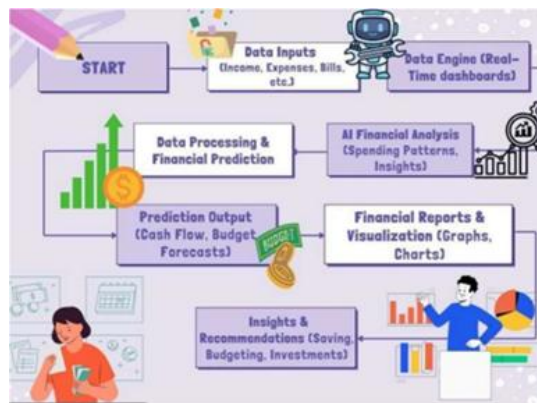 START
Data Inputs
(Income, Expenses, Bills,
etc.)
Data Engine (Real-
Time dashboards)
AI Financial Analysis
(Spending Patterns,
Insights)
Data Processing &
Financial Prediction
Prediction Output
(Cash Flow, Budget
Forecasts)
BUDGET
Financial Reports &
Visualization (Graphs,
Charts)
Insights &
Recommendations (Saving,
Budgeting, Investments)